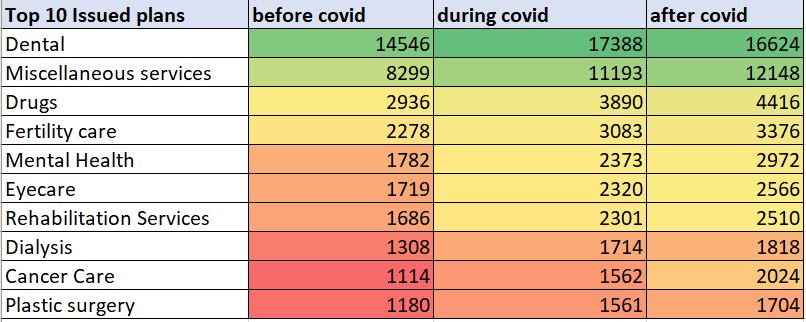 Top 10 Issued plans before covid during covid after covid
Dental 14546 17388 16624
Miscellaneous services 8299 11193 12148
Drugs 2936 3890 4416
Fertility care 2278 3083 3376
Mental Health 1782 2373 2972
Eyecare 1719 2320 2566
Rehabilitation Services 1686 2301 2510
Dialysis 1308 1714 1818
Cancer Care 1114 1562 2024
Plastic surgery 1180 1561 1704